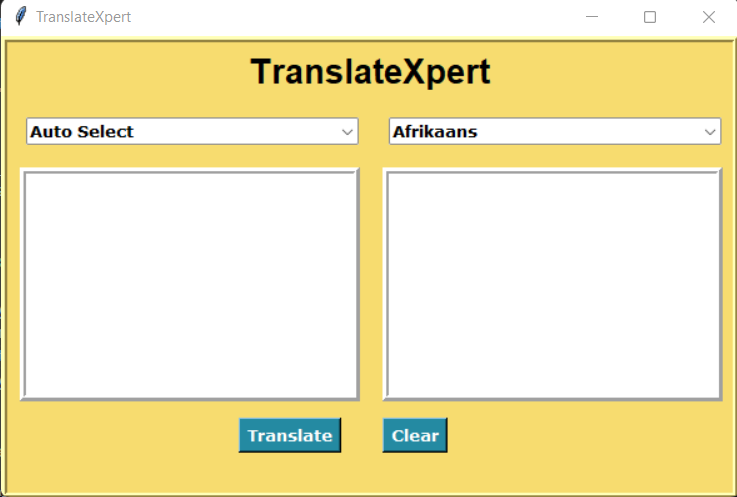 TranslateXpert
TranslateXpert
Auto Select
Afrikaans
Translate
Clear